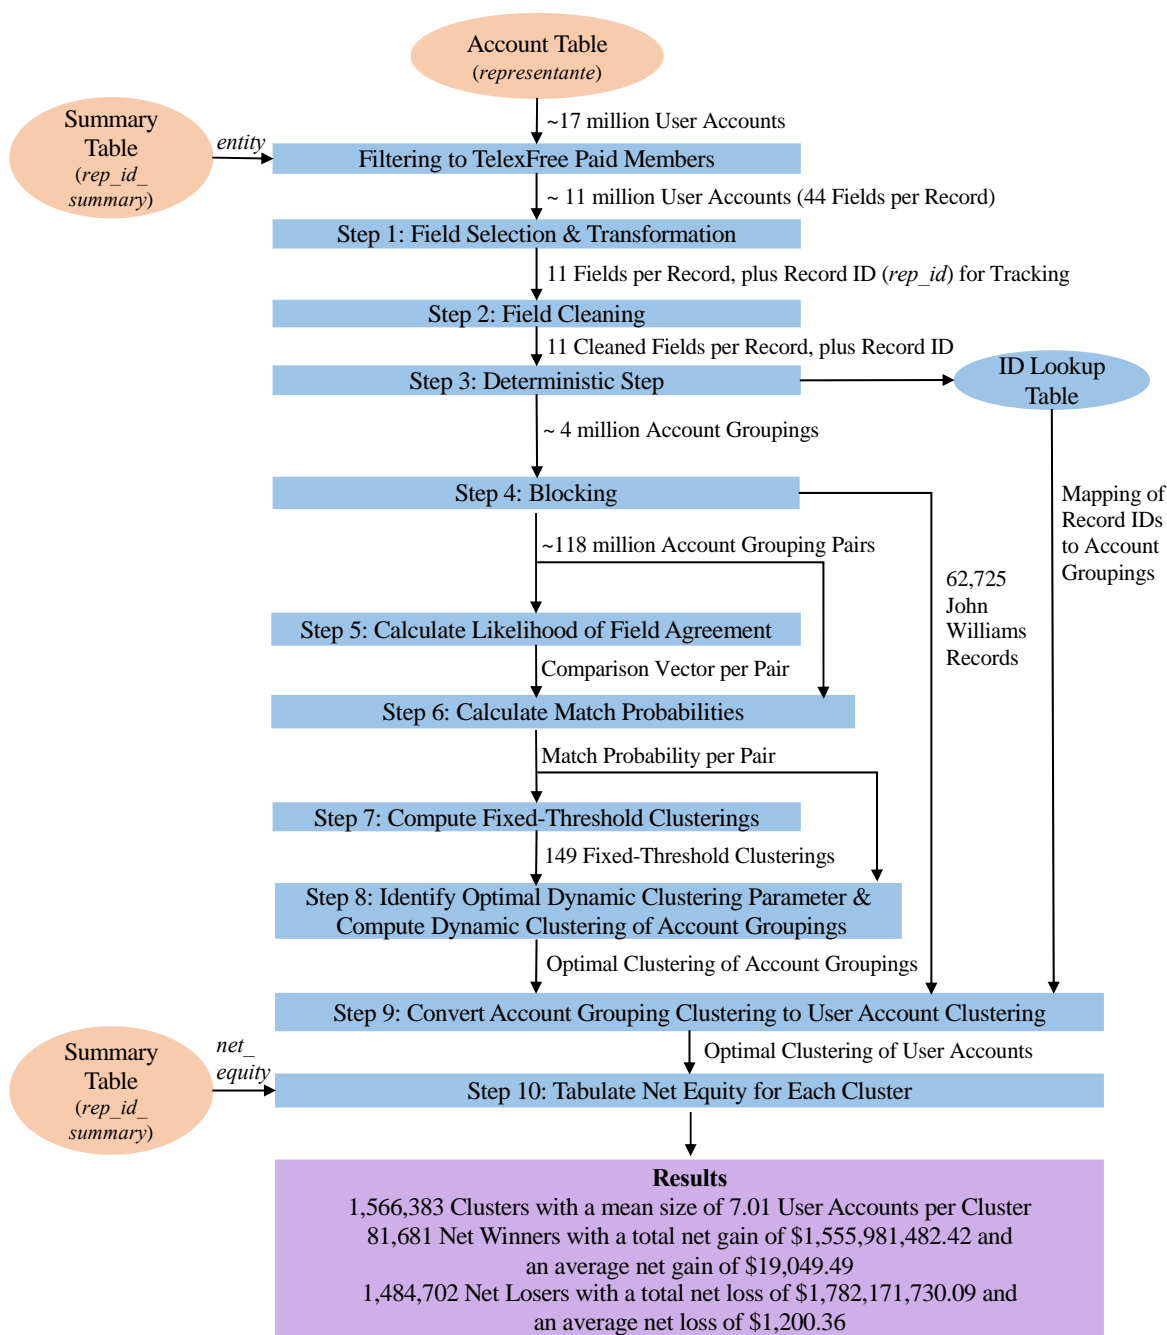 Account Table
(representante)
~17 million User Accounts
Summary
Table
(rep_id_
summary)
entity
Filtering to TelexFree Paid Members
~ 11 million User Accounts (44 Fields per Record)
Step 1: Field Selection & Transformation
11 Fields per Record, plus Record ID (rep_id) for Tracking
Step 2: Field Cleaning
11 Cleaned Fields per Record, plus Record ID
Step 3: Deterministic Step
ID Lookup
Table
~ 4 million Account Groupings
Step 4: Blocking
Mapping of
Record IDs
to Account
Groupings
~118 million Account Grouping Pairs
62,725
John
Williams
Records
Step 5: Calculate Likelihood of Field Agreement
Comparison Vector per Pair
Step 6: Calculate Match Probabilities
Match Probability per Pair
Step 7: Compute Fixed-Threshold Clusterings
149 Fixed-Threshold Clusterings
Step 8: Identify Optimal Dynamic Clustering Parameter &
Compute Dynamic Clustering of Account Groupings
Optimal Clustering of Account Groupings
Step 9: Convert Account Grouping Clustering to User Account Clustering
Optimal Clustering of User Accounts
Summary
Table
(rep_id_
summary)
net_
equity
Step 10: Tabulate Net Equity for Each Cluster
Results
1,566,383 Clusters with a mean size of 7.01 User Accounts per Cluster
81,681 Net Winners with a total net gain of $1,555,981,482.42 and
an average net gain of $19,049.49
1,484,702 Net Losers with a total net loss of $1,782,171,730.09 and
an average net loss of $1,200.36